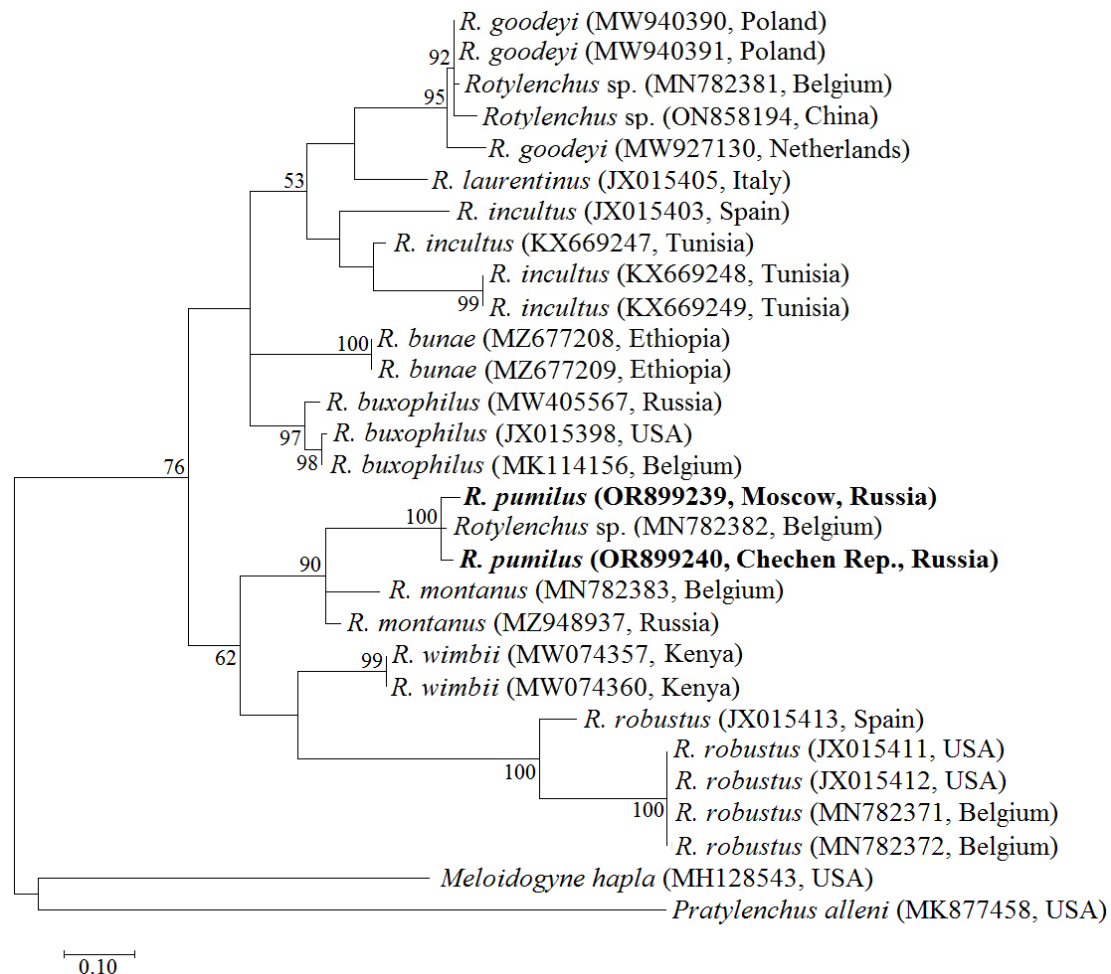 R. goodeyi (MW940390, Poland)
R. goodeyi (MW940391, Poland)
92
Rotylenchus sp. (MN782381, Belgium)
95
Rotylenchus sp. (ON858194, China)
R. goodeyi (MW927130, Netherlands)
53
R. laurentinus (JX015405, Italy)
R. incultus (JX015403, Spain)
R. incultus (KX669247, Tunisia)
R. incultus (KX669248, Tunisia)
99
R. incultus (KX669249, Tunisia)
R. bunae (MZ677208, Ethiopia)
100
R. bunae (MZ677209, Ethiopia)
R. buxophilus (MW405567, Russia)
97
R. buxophilus (JX015398, USA)
98
R. buxophilus (MK114156, Belgium)
76
R. pumilus (OR899239, Moscow, Russia)
100
Rotylenchus sp. (MN782382, Belgium)
R. pumilus (OR899240, Chechen Rep., Russia)
90
R. montanus (MN782383, Belgium)
R. montanus (MZ948937, Russia)
62
R. wimbii (MW074357, Kenya)
99
R. wimbii (MW074360, Kenya)
R. robustus (JX015413, Spain)
R. robustus (JX015411, USA)
100
R. robustus (JX015412, USA)
100
R. robustus (MN782371, Belgium)
R. robustus (MN782372, Belgium)
Meloidogyne hapla (MH128543, USA)
Pratylenchus alleni (MK877458, USA)
0.10